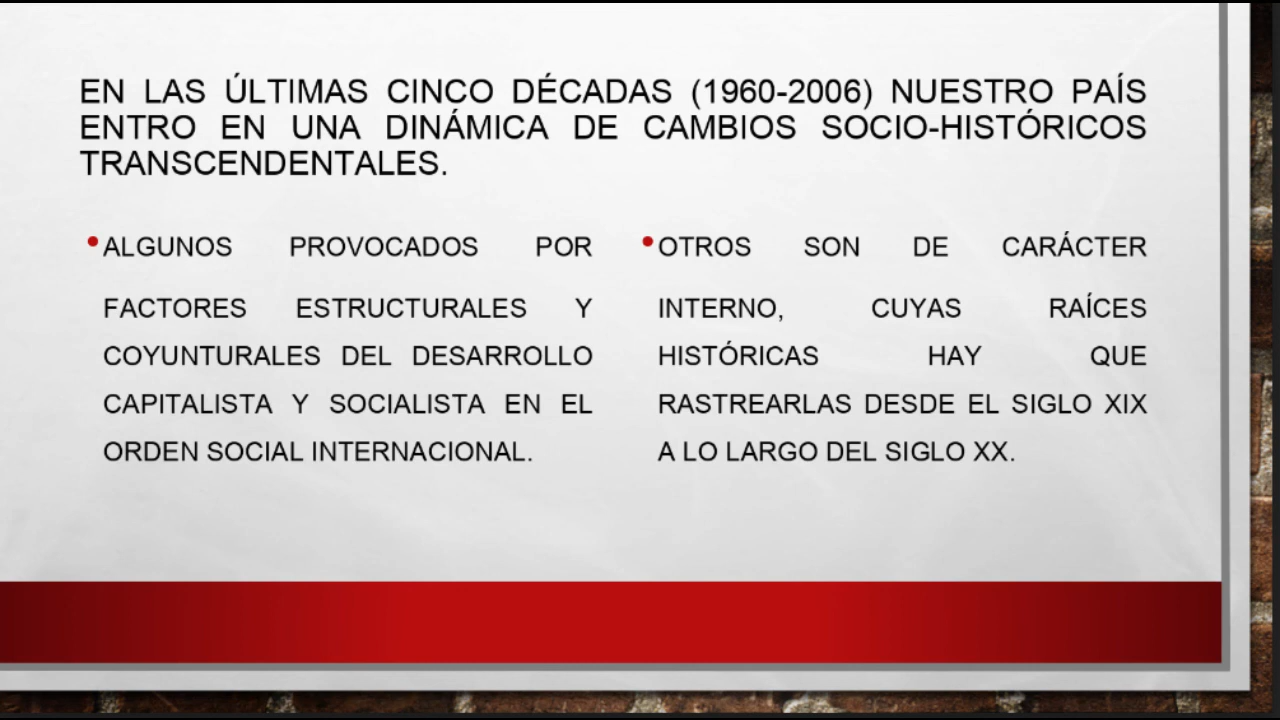 EN LAS ÚLTIMAS CINCO DÉCADAS (1960-2006) NUESTRO PAÍS
ENTRO EN UNA DINÁMICA DE CAMBIOS SOCIO-HISTÓRICOS
TRANSCENDENTALES.
•ALGUNOS PROVOCADOS POR
FACTORES ESTRUCTURALES Y
COYUNTURALES DEL DESARROLLO
CAPITALISTA Y SOCIALISTA EN EL
ORDEN SOCIAL INTERNACIONAL.
•OTROS SON DE CARÁCTER
INTERNO, CUYAS RAÍCES
HISTÓRICAS HAY QUE
RASTREARLAS DESDE EL SIGLO XIX
A LO LARGO DEL SIGLO XX.